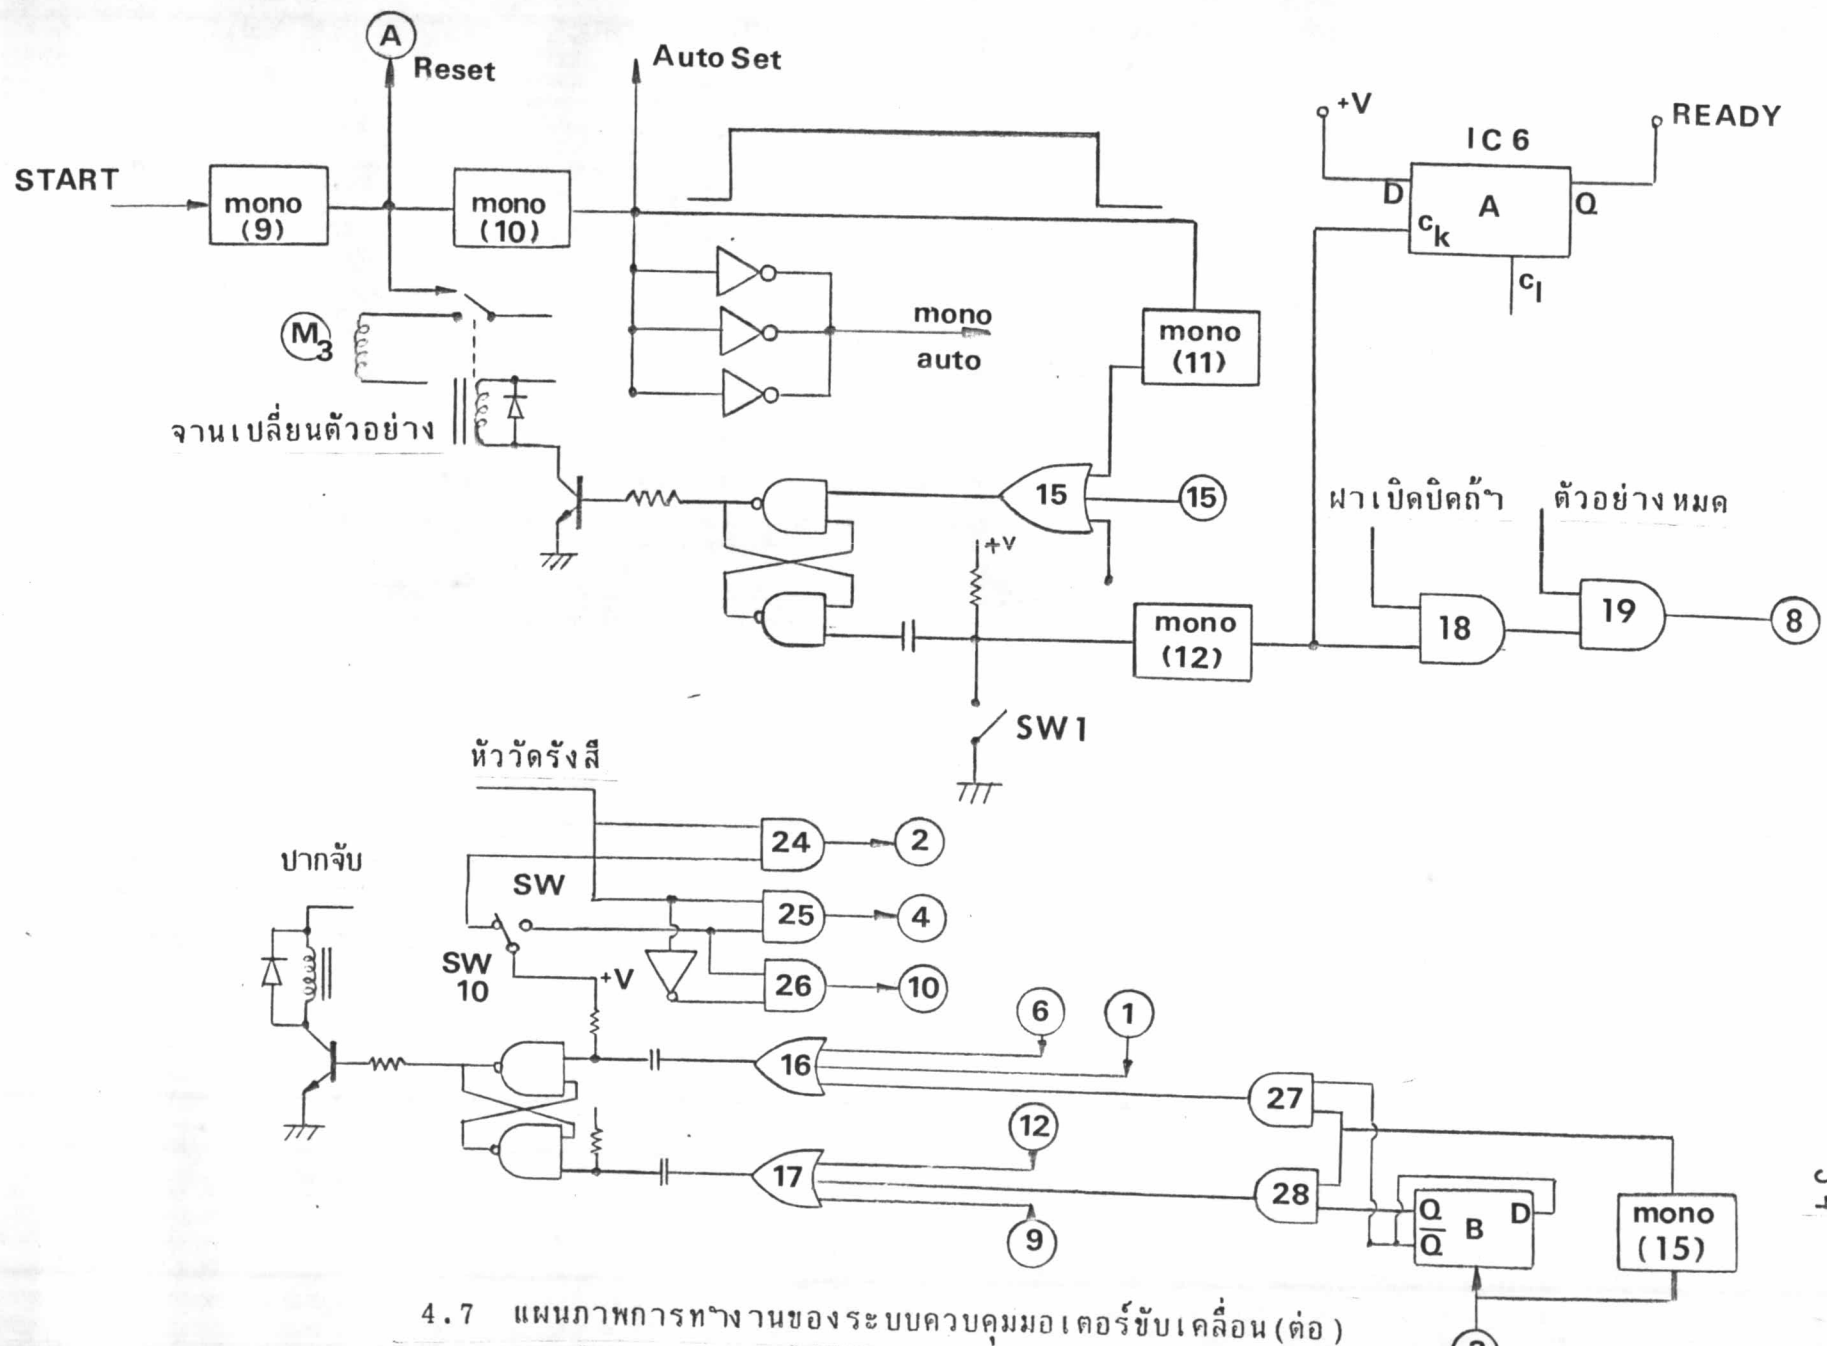 A
Reset
Auto Set
START
mono
(9)
mono
(10)
+V
READY
IC 6
D
A
Q
ck
cl
M3
mono
auto
mono
(11)
จานเปลี่ยนตัวอย่าง
15
15
ฝาเปิดปิดถ้ำฯ
ตัวอย่างหมด
+V
mono
(12)
18
19
8
SW1
หัววัดรังสี
24
2
ปากจับ
SW
25
4
SW
10
+V
26
10
6
1
16
27
12
17
28
9
Q
Q
B
D
mono
(15)
4.7 แผนภาพการทำงานของระบบควบคุมมอเตอร์ขับเคลื่อน(ต่อ)